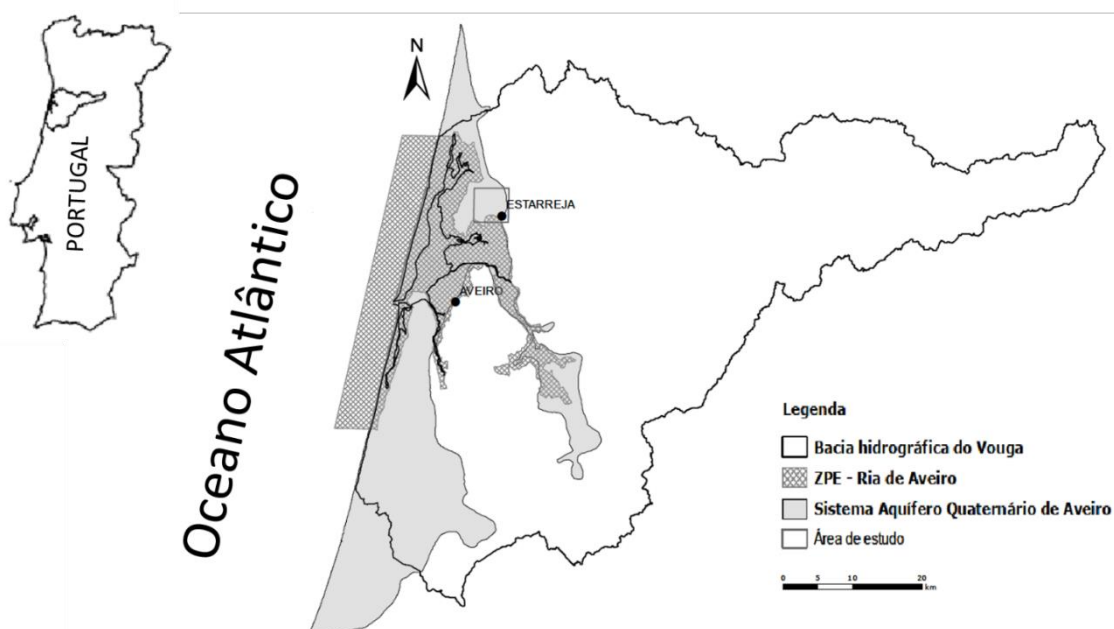 PORTUGAL
Oceano Atlântico
N
ESTARREJA
AVEIRO
Legenda
Bacia hidrográfica do Vouga
ZPE - Ria de Aveiro
Sistema Aquífero Quaternário de Aveiro
Área de estudo
0 5 10 20
km